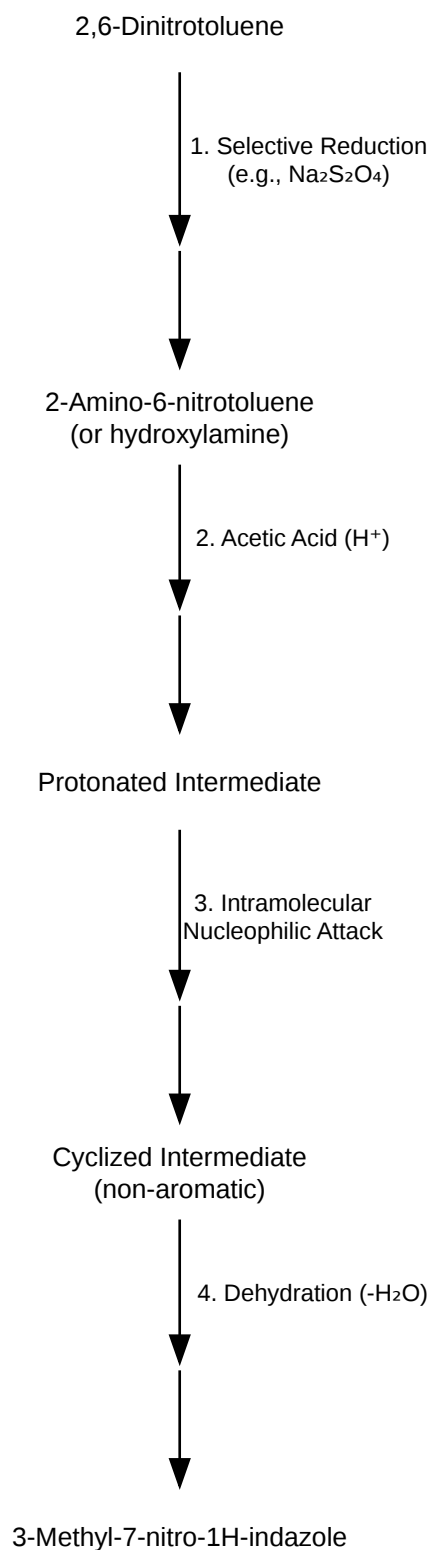 2,6-Dinitrotoluene
1. Selective Reduction
(e.g., Na₂S₂O₄)
2-Amino-6-nitrotoluene
(or hydroxylamine)
2. Acetic Acid (H⁺)
Protonated Intermediate
3. Intramolecular
Nucleophilic Attack
Cyclized Intermediate
(non-aromatic)
4. Dehydration (-H₂O)
3-Methyl-7-nitro-1H-indazole